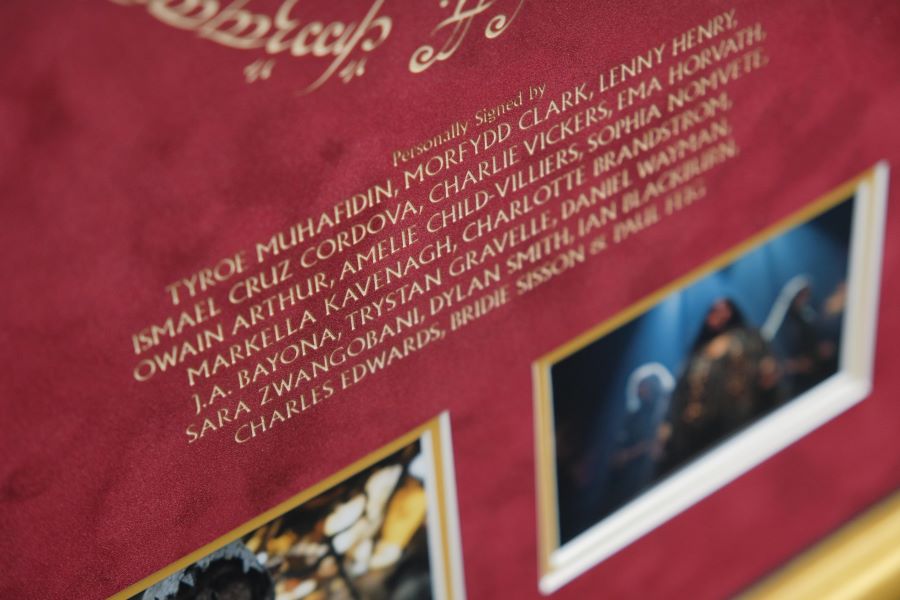 Personally Signed by
TYROE MUHAFIDIN, MORFYDD CLARK, LENNY HENRY,
ISMAEL CRUZ CORDOVA, CHARLIE VICKERS, EMA HORVATH,
OWAIN ARTHUR, AMELIE CHILD-VILLIERS, SOPHIA NOMVETE,
MARKELLA KAVENAGH, CHARLOTTE BRANDSTROM,
J.A. BAYONA, TRYSTAN GRAVELLE, DANIEL WAYMAN,
SARA ZWANGOBANI, DYLAN SMITH, IAN BLACKBURN,
CHARLES EDWARDS, BRIDIE SISSON & PAUL FEIG